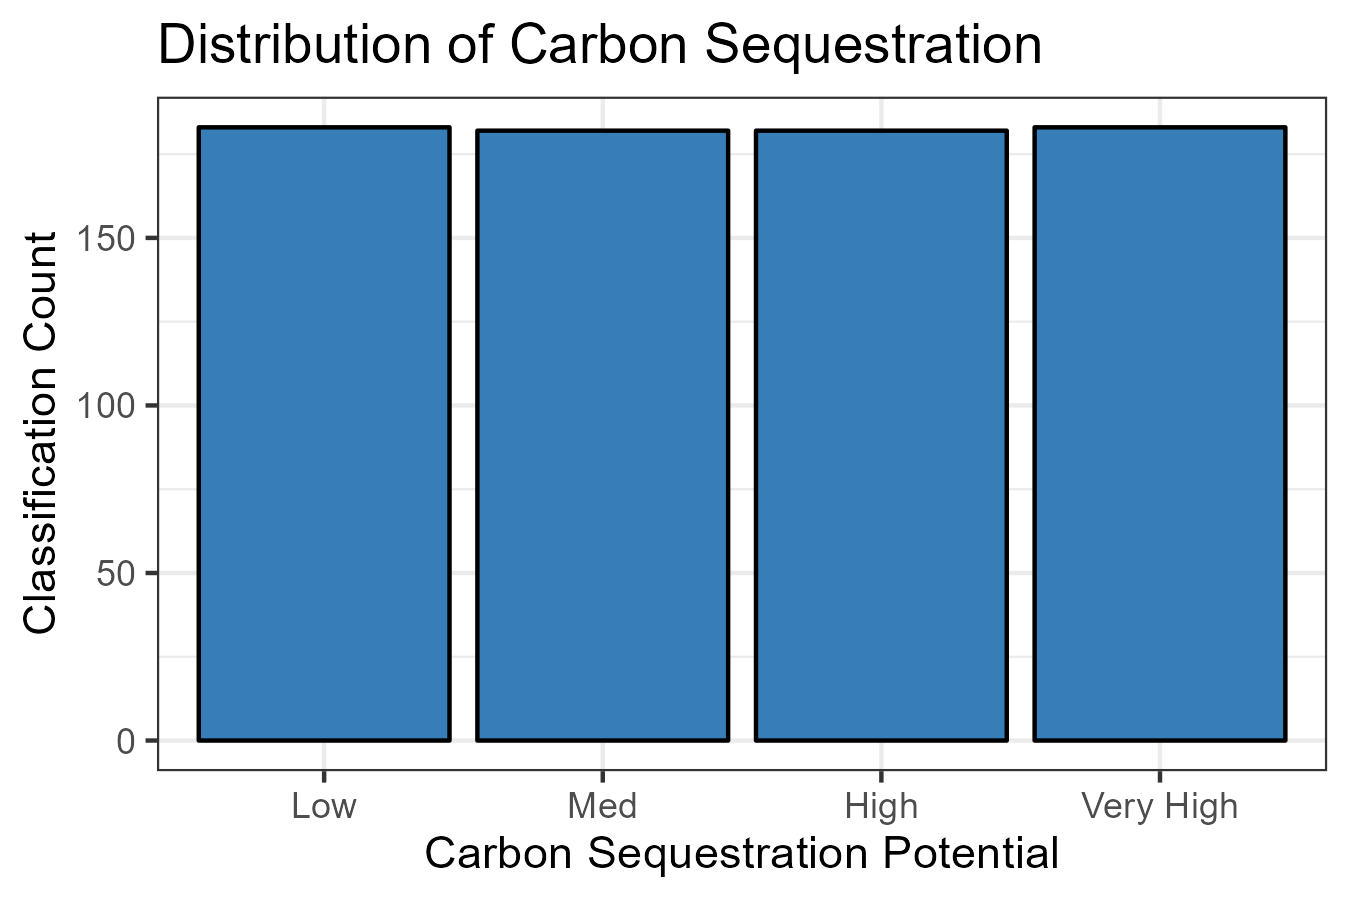 Distribution of Carbon Sequestration
Classification Count
150
100
50
0
Low Med High Very High
Carbon Sequestration Potential